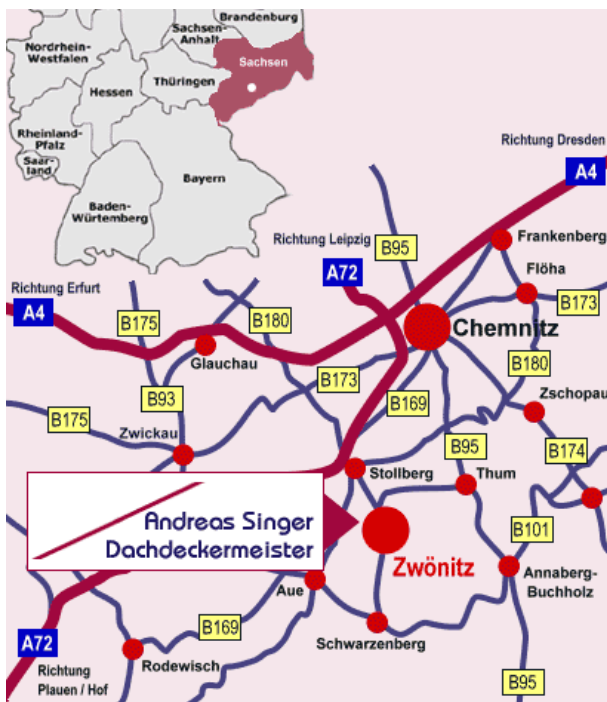 Brandenburg
Sachsen-
Anhalt
Nordrhein-
Westfalen
Sachsen
Thüringen
Hessen
Rheinland-
Pfalz
Saar-
land
Bayern
Baden-
Würtemberg
Richtung Dresden
A4
Richtung Leipzig
B95
Frankenberg
A72
Flöha
Richtung Erfurt
B173
A4
B175
B180
Chemnitz
Glauchau
B180
B173
B93
B169
Zschopau
B175
Zwickau
B95
B174
Stollberg
Thum
Andreas Singer
Dachdeckermeister
B101
Zwönitz
Annaberg-
Buchholz
Aue
B169
Schwarzenberg
A72
Rodewisch
Richtung
Plauen / Hof
B95